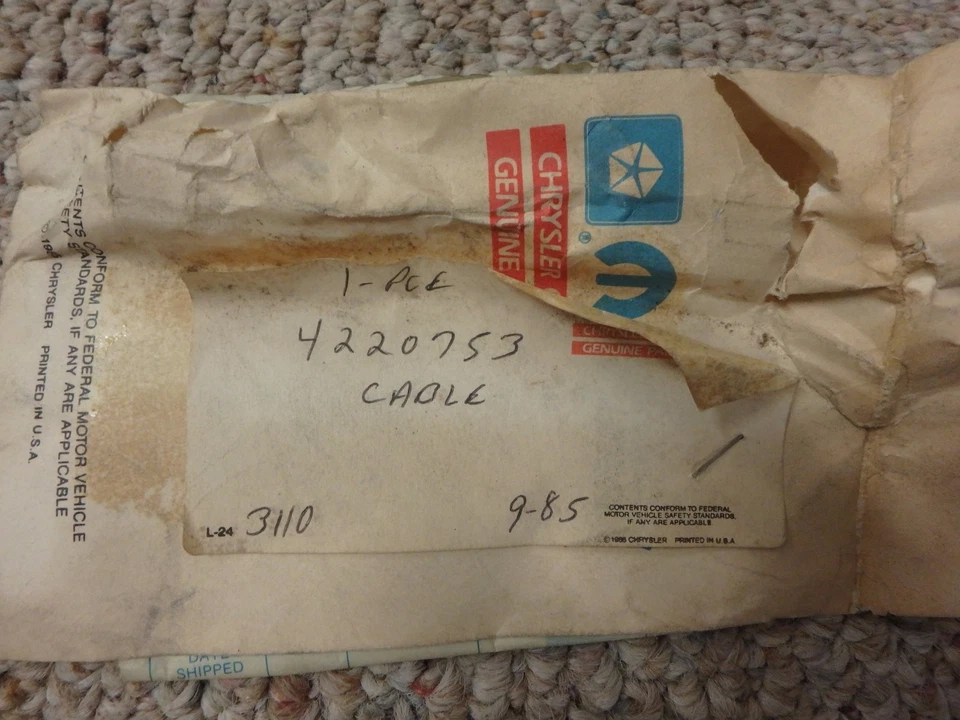 CHRYSLER
GENUINE
®
1-PCE
4220753
CABLE
GENUINE
L-24 3110
9-85
CONTENTS CONFORM TO FEDERAL
MOTOR VEHICLE SAFETY STANDARDS,
IF ANY ARE APPLICABLE
CHRYSLER PRINTED IN U.S.A
CONFORM TO FEDERAL MOTOR VEHICLE
STANDARDS, IF ANY ARE APPLICABLE
CHRYSLER PRINTED IN U.S.A.
SHIPPED